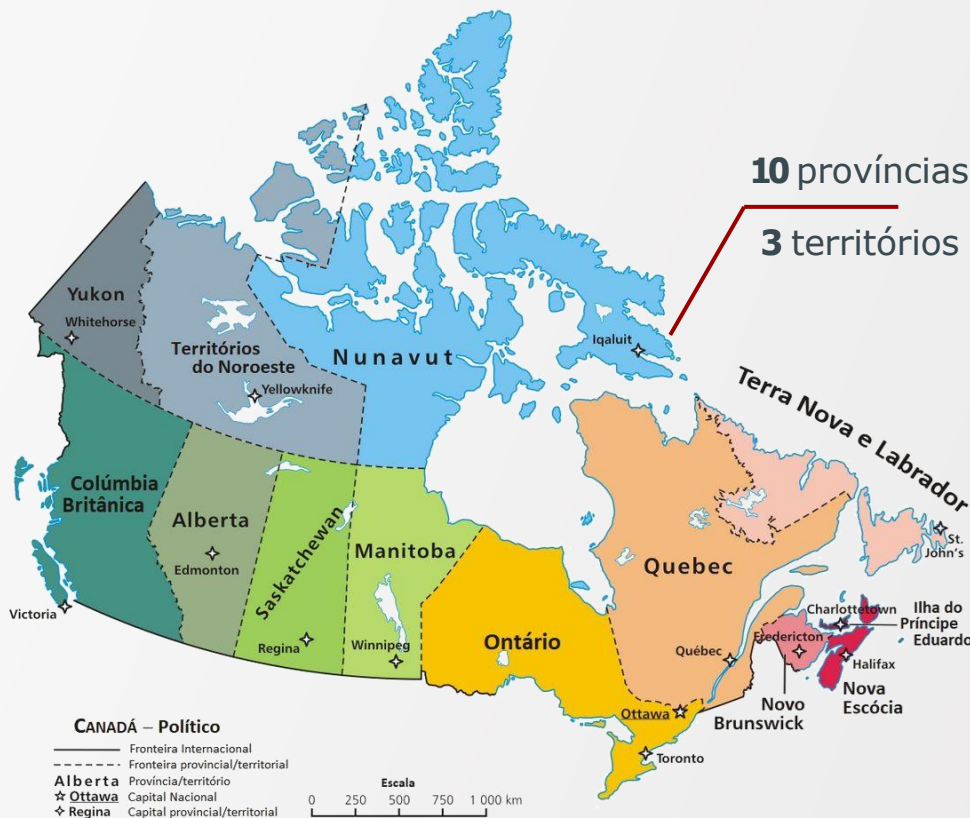 10 províncias
3 territórios
Yukon
Whitehorse
Territórios
do Noroeste
Yellowknife
Nunavut
Iqaluit
Terra Nova e Labrador
Colúmbia
Britânica
Alberta
Edmonton
Saskatchewan
Regina
Manitoba
Winnipeg
Victoria
Ontário
Quebec
Québec
Ottawa
Toronto
St.
John's
Charlottetown
Ilha do
Príncipe
Eduardo
Fredericton
Halifax
Novo
Brunswick
Nova
Escócia
CANADÁ – Político
Fronteira Internacional
Fronteira provincial/territorial
Alberta Província/território
Ottawa Capital Nacional
Regina Capital provincial/territorial
Escala
0 250 500 750 1 000 km